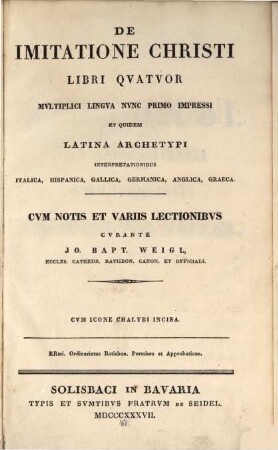 DE
IMITATIONE CHRISTI
LIBRI QVATVOR
MVLTIPLICI LINGVA NVNC PRIMO IMPRESSI
ET QVIDEM
LATINA ARCHETYPI
INTERPRETATIONIBUS
ITALICA, HISPANICA, GALLICA, GERMANICA, ANGLICA, GRAECA.
CVM NOTIS ET VARIIS LECTIONIBVS
CVRANTE
JO. BAPT. WEIGL,
ECCLES. CATHEDR. RATISBON. CANON. ET OFFICIALI.
CVM ICONE CHALYBI INCISA.
RRmi. Ordinariatus Ratisbon. Permissu et Approbatione.
SOLISBACI IN BAVARIA
TYPIS ET SVMTIBVS FRATRVM DE SEIDEL.
MDCCCXXXVII.